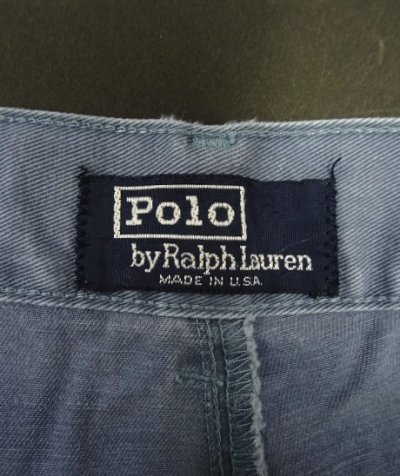 Polo
by Ralph Lauren
MADE IN U.S.A.